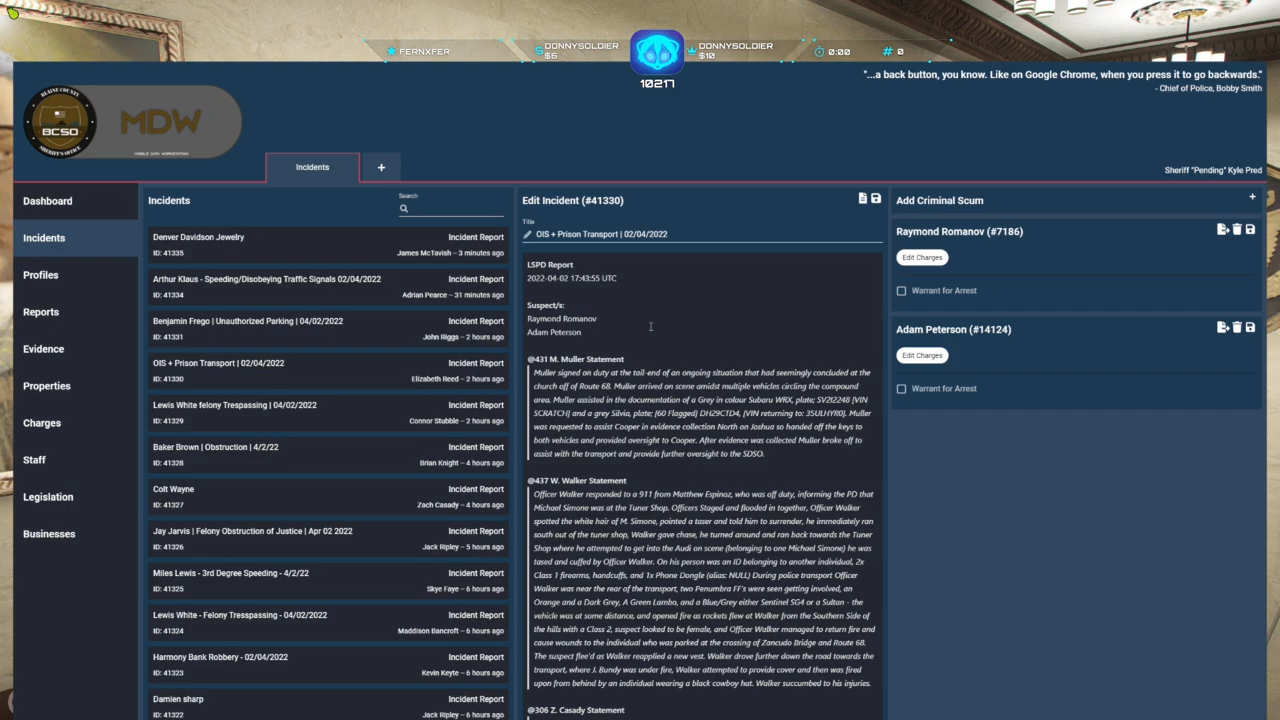 FERNXFER
DONNYSOLDIER
$5
DONNYSOLDIER
$10
0:00
# 0
10217
"...a back button, you know. Like on Google Chrome, when you press it to go backwards."
- Chief of Police, Bobby Smith
BLAINE COUNTY
BCSO
SHERIFF'S OFFICE
MDW
MOBILE DATA WORKSTATION
Incidents
+
Sheriff "Pending" Kyle Pred
Dashboard
Incidents
Profiles
Reports
Evidence
Properties
Charges
Staff
Legislation
Businesses
Incidents
Search
Denver Davidson Jewelry
Incident Report
ID: 41335
James McTavish – 3 minutes ago
Arthur Klaus - Speeding/Disobeying Traffic Signals 02/04/2022
Incident Report
ID: 41334
Adrian Pearce – 31 minutes ago
Benjamin Frego | Unauthorized Parking | 04/02/2022
Incident Report
ID: 41331
John Riggs – 2 hours ago
OIS + Prison Transport | 02/04/2022
Incident Report
ID: 41330
Elizabeth Reed – 2 hours ago
Lewis White felony Trespassing | 04/02/2022
Incident Report
ID: 41329
Connor Stubble – 2 hours ago
Baker Brown | Obstruction | 4/2/22
Incident Report
ID: 41328
Brian Knight – 4 hours ago
Colt Wayne
Incident Report
ID: 41327
Zach Casady – 4 hours ago
Jay Jarvis | Felony Obstruction of Justice | Apr 02 2022
Incident Report
ID: 41326
Jack Ripley – 5 hours ago
Miles Lewis - 3rd Degree Speeding - 4/2/22
Incident Report
ID: 41325
Skye Faye – 6 hours ago
Lewis White - Felony Tresspassing - 04/02/2022
Incident Report
ID: 41324
Maddison Bancroft – 6 hours ago
Harmony Bank Robbery - 02/04/2022
Incident Report
ID: 41323
Kevin Keyte – 6 hours ago
Damien sharp
Incident Report
ID: 41322
Jack Ripley – 6 hours ago
Edit Incident (#41330)
Title
OIS + Prison Transport | 02/04/2022
LSPD Report
2022-04-02 17:43:55 UTC
Suspect/s:
Raymond Romanov
Adam Peterson
@431 M. Muller Statement
Muller signed on duty at the tail-end of an ongoing situation that had seemingly concluded at the
church off of Route 68. Muller arrived on scene amidst multiple vehicles circling the compound
area. Muller assisted in the documentation of a Grey in colour Subaru WRX, plate; SV2I2248 [VIN
SCRATCH] and a grey Silvia, plate; [60 Flagged] DH29CTD4, [VIN returning to: 35ULHYR0]. Muller
was requested to assist Cooper in evidence collection North on Joshua so handed off the keys to
both vehicles and provided oversight to Cooper. After evidence was collected Muller broke off to
assist with the transport and provide further oversight to the SDSO.
@437 W. Walker Statement
Officer Walker responded to a 911 from Matthew Espinoz, who was off duty, informing the PD that
Michael Simone was at the Tuner Shop. Officers Staged and flooded in together, Officer Walker
spotted the white hair of M. Simone, pointed a taser and told him to surrender, he immediately ran
south out of the tuner shop, Walker gave chase, he turned around and ran back towards the Tuner
Shop where he attempted to get into the Audi on scene (belonging to one Michael Simone) he was
tased and cuffed by Officer Walker. On his person was an ID belonging to another individual, 2x
Class 1 firearms, handcuffs, and 1x Phone Dongle (alias: NULL) During police transport Officer
Walker was near the rear of the transport, two Penumbra FF's were seen getting involved, an
Orange and a Dark Grey, A Green Lambo, and a Blue/Grey either Sentinel SG4 or a Sultan - the
vehicle was at some distance, and opened fire as rockets flew at Walker from the Southern Side of
the hills with a Class 2, suspect looked to be female, and Officer Walker managed to return fire and
cause wounds to the individual who was parked at the crossing of Zancudo Bridge and Route 68.
The suspect flee'd as Walker reapplied a new vest. Walker drove further down the road towards the
transport, where J. Bundy was under fire, Walker attempted to provide cover and then was fired
upon from behind by an individual wearing a black cowboy hat. Walker succumbed to his injuries.
@306 Z. Casady Statement
Add Criminal Scum
+
Raymond Romanov (#7186)
Edit Charges
Warrant for Arrest
Adam Peterson (#14124)
Edit Charges
Warrant for Arrest